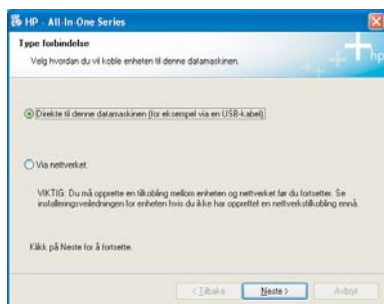 HP - All-In-One Series
Type forbindelse
Velg hvordan du vil koble enheten til denne datamaskinen.
hp
Direkte til denne datamaskinen (for eksempel via en USB-kabel)
Via nettverket.
VIKTIG: Du må opprette en tilkobling mellom enheten og nettverket før du fortsetter. Se
installeringsveiledningen for enheten hvis du ikke har opprettet en nettverkstilkobling ennå.
Klikk på Neste for å fortsette.
< Tilbake Neste > Avbryt